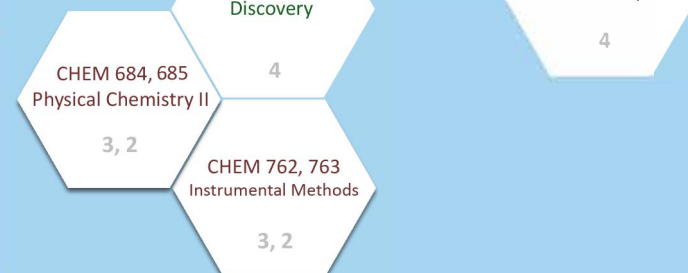 Discovery
4
4
CHEM 684, 685
Physical Chemistry II
3, 2
CHEM 762, 763
Instrumental Methods
3, 2